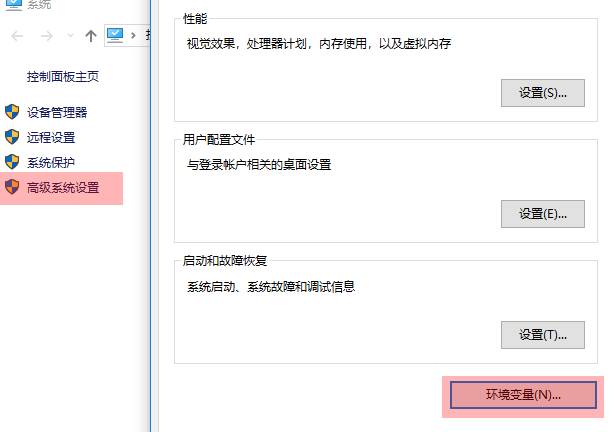 系统
控制面板主页
设备管理器
远程设置
系统保护
高级系统设置
性能
视觉效果，处理器计划，内存使用，以及虚拟内存
设置(S)...
用户配置文件
与登录帐户相关的桌面设置
设置(E)...
启动和故障恢复
系统启动、系统故障和调试信息
设置(T)...
环境变量(N)...